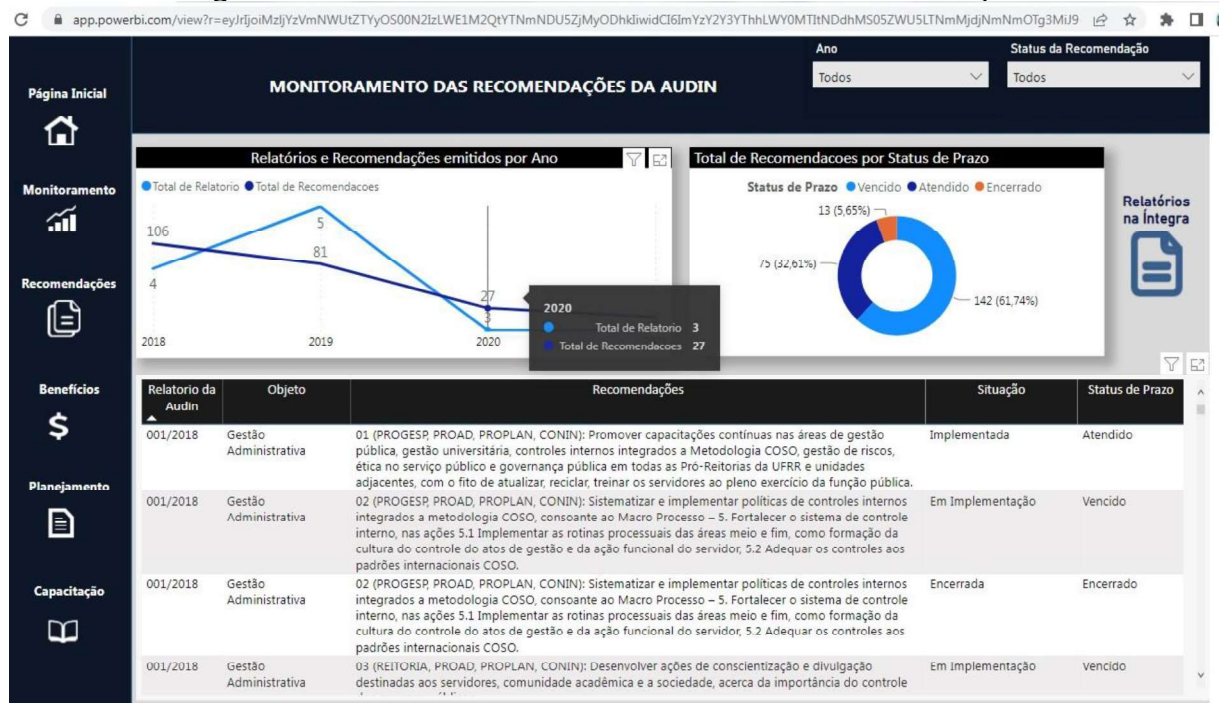 app.powerbi.com/view?r=eyJrIjoiMzljYzVmNWUtZTYyOS00N2IzLWE1M2QtYTNmNDU5ZjMyODhkIiwidCI6ImYzY2Y3YThhLWY0MTItNDdhMS05ZWU5LTNmMjdjNmNmOTg3MiJ9
Ano
Status da Recomendação
MONITORAMENTO DAS RECOMENDAÇÕES DA AUDIN
Todos
Todos
Página Inicial
Monitoramento
Recomendações
Benefícios
Planejamento
Capacitação
Relatórios e Recomendações emitidos por Ano
Total de Relatorio
Total de Recomendacoes
106
4
5
81
27
3
2018
2019
2020
2020
Total de Relatorio 3
Total de Recomendacoes 27
Total de Recomendacoes por Status de Prazo
Status de Prazo Vencido Atendido Encerrado
13 (5,65%)
75 (32,61%)
142 (61,74%)
Relatórios
na Íntegra
Relatorio da
Audin
Objeto
Recomendações
Situação
Status de Prazo
001/2018
Gestão
Administrativa
01 (PROGESP, PROAD, PROPLAN, CONIN): Promover capacitações contínuas nas áreas de gestão
pública, gestão universitária, controles internos integrados a Metodologia COSO, gestão de riscos,
ética no serviço público e governança pública em todas as Pró-Reitorias da UFRR e unidades
adjacentes, com o fito de atualizar, reciclar, treinar os servidores ao pleno exercício da função pública.
Implementada
Atendido
001/2018
Gestão
Administrativa
02 (PROGESP, PROAD, PROPLAN, CONIN): Sistematizar e implementar políticas de controles internos
integrados a metodologia COSO, consoante ao Macro Processo – 5. Fortalecer o sistema de controle
interno, nas ações 5.1 Implementar as rotinas processuais das áreas meio e fim, como formação da
cultura do controle do atos de gestão e da ação funcional do servidor, 5.2 Adequar os controles aos
padrões internacionais COSO.
Em Implementação
Vencido
001/2018
Gestão
Administrativa
02 (PROGESP, PROAD, PROPLAN, CONIN): Sistematizar e implementar políticas de controles internos
integrados a metodologia COSO, consoante ao Macro Processo – 5. Fortalecer o sistema de controle
interno, nas ações 5.1 Implementar as rotinas processuais das áreas meio e fim, como formação da
cultura do controle do atos de gestão e da ação funcional do servidor, 5.2 Adequar os controles aos
padrões internacionais COSO.
Encerrada
Encerrado
001/2018
Gestão
Administrativa
03 (REITORIA, PROAD, PROPLAN, CONIN): Desenvolver ações de conscientização e divulgação
destinadas aos servidores, comunidade acadêmica e a sociedade, acerca da importância do controle
Em Implementação
Vencido